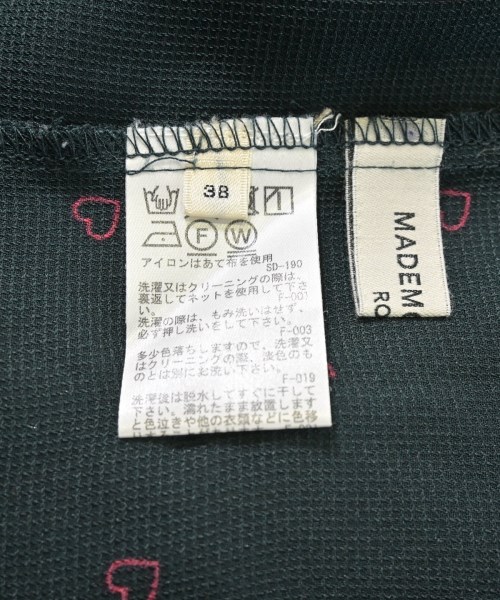 38
F
W
アイロンはあて布を使用
SD-190
洗濯又はクリーニングの際は、
裏返してネットを使用して下さ
い。
F-001
洗濯の際は、もみ洗いはせず、
必ず押し洗いをして下さい。
F-003
多少色落ちしますので、洗濯又
はクリーニングの際、淡色のも
のとは別にお洗い下さい。
F-019
洗濯後は脱水してすぐに干して
下さい。濡れたまま放置します
と色泣きや他の衣類などに色移
MADEMO
RO